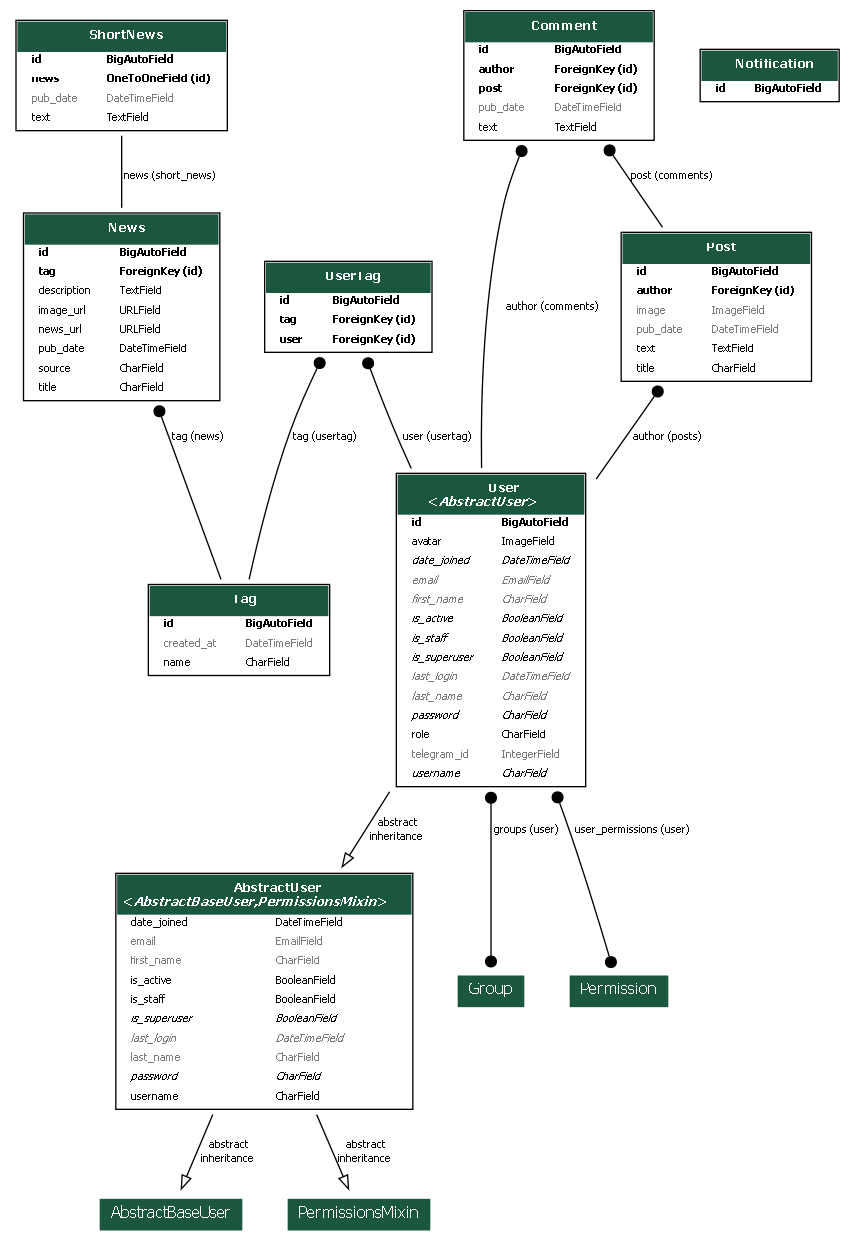 ShortNews
id BigAutoField
news OneToOneField (id)
pub_date DateTimeField
text TextField
Comment
id BigAutoField
author ForeignKey (id)
post ForeignKey (id)
pub_date DateTimeField
text TextField
Notification
id BigAutoField
news (short_news)
post (comments)
News
id BigAutoField
tag ForeignKey (id)
description TextField
image_url URLField
news_url URLField
pub_date DateTimeField
source CharField
title CharField
UserTag
id BigAutoField
tag ForeignKey (id)
user ForeignKey (id)
author (comments)
Post
id BigAutoField
author ForeignKey (id)
image ImageField
pub_date DateTimeField
text TextField
title CharField
tag (news)
tag (usertag)
user (usertag)
author (posts)
User
<AbstractUser>
id BigAutoField
avatar ImageField
date_joined DateTimeField
email EmailField
first_name CharField
is_active BooleanField
is_staff BooleanField
is_superuser BooleanField
last_login DateTimeField
last_name CharField
password CharField
role CharField
telegram_id IntegerField
username CharField
Tag
id BigAutoField
created_at DateTimeField
name CharField
abstract
inheritance
groups (user)
user_permissions (user)
AbstractUser
<AbstractBaseUser,PermissionsMixin>
date_joined DateTimeField
email EmailField
first_name CharField
is_active BooleanField
is_staff BooleanField
is_superuser BooleanField
last_login DateTimeField
last_name CharField
password CharField
username CharField
Group
Permission
abstract
inheritance
abstract
inheritance
AbstractBaseUser
PermissionsMixin